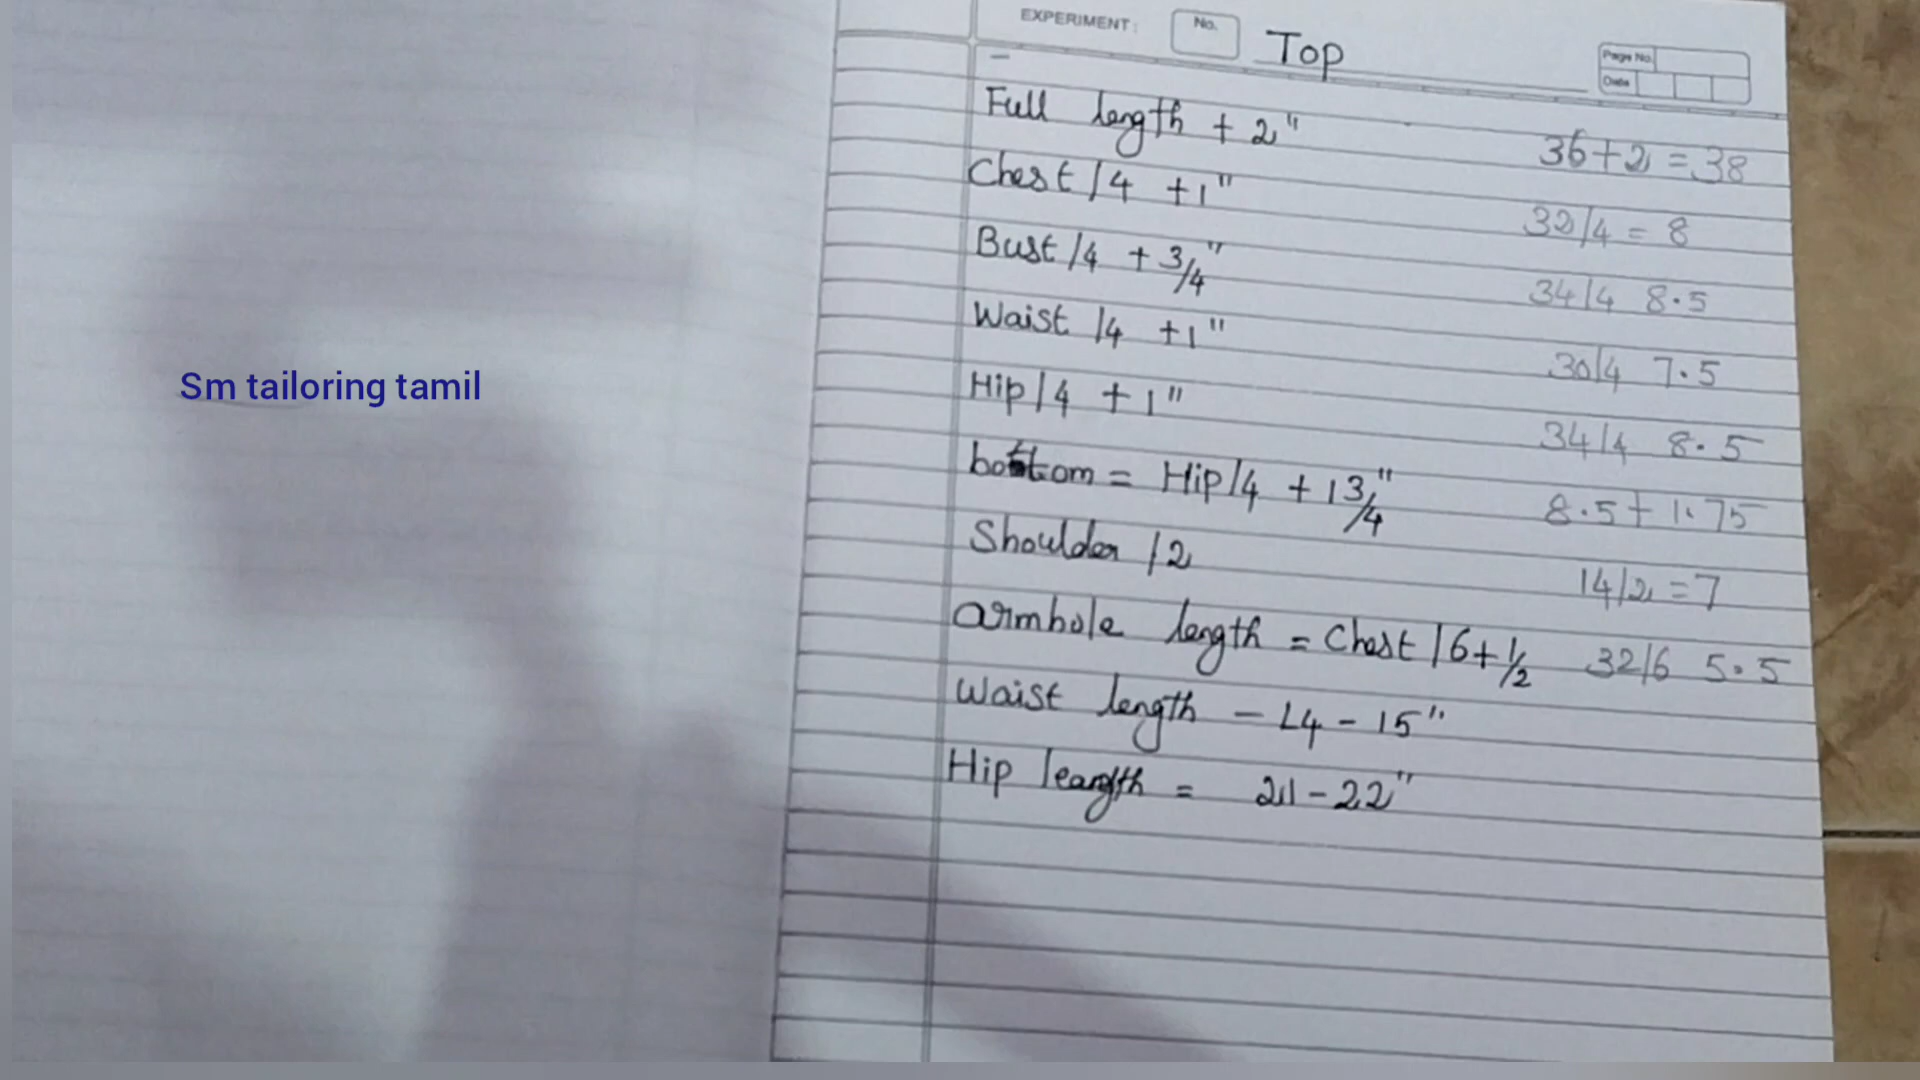 EXPERIMENT :
No.
Top
Page No.
Date
Full length + 2" 36+2 = 38
Chest /4 +1" 32/4 = 8
Bust /4 + 3/4" 34/4 8.5
Waist /4 +1" 30/4 7.5
Hip /4 + 1" 34/4 8.5
bottom = Hip /4 + 1 3/4" 8.5 + 1.75
Shoulder /2 14/2 = 7
armhole length = Chest /6 + 1/2 32/6 5.5
Waist length - 14 - 15"
Hip leangth = 21 - 22"
Sm tailoring tamil